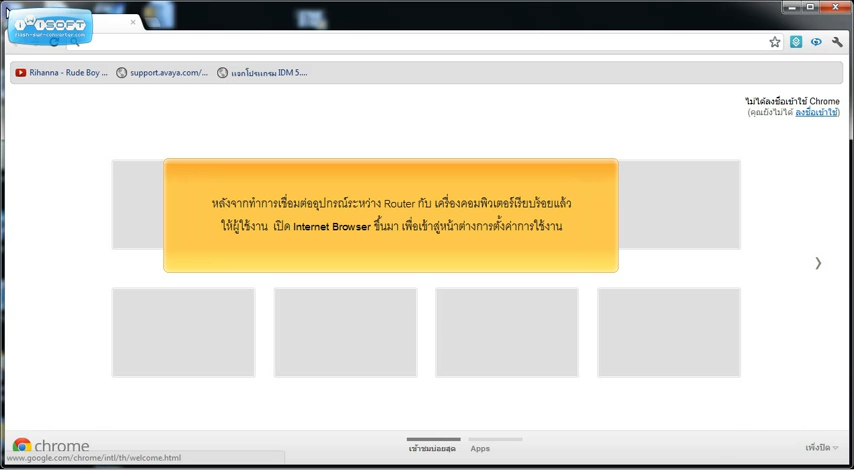 iWiSOFT
flash-swf-converter.com
Rihanna - Rude Boy ...
support.avaya.com/...
แจกโปรแกรม IDM 5....
ไม่ได้ลงชื่อเข้าใช้ Chrome
(คุณยังไม่ได้ ลงชื่อเข้าใช้)
หลังจากทำการเชื่อมต่ออุปกรณ์ระหว่าง Router กับ เครื่องคอมพิวเตอร์เรียบร้อยแล้ว
ให้ผู้ใช้งาน เปิด Internet Browser ขึ้นมา เพื่อเข้าสู่หน้าต่างการตั้งค่าการใช้งาน
chrome
www.google.com/chrome/intl/th/welcome.html
เข้าชมบ่อยสุด
Apps
เพิ่งปิด